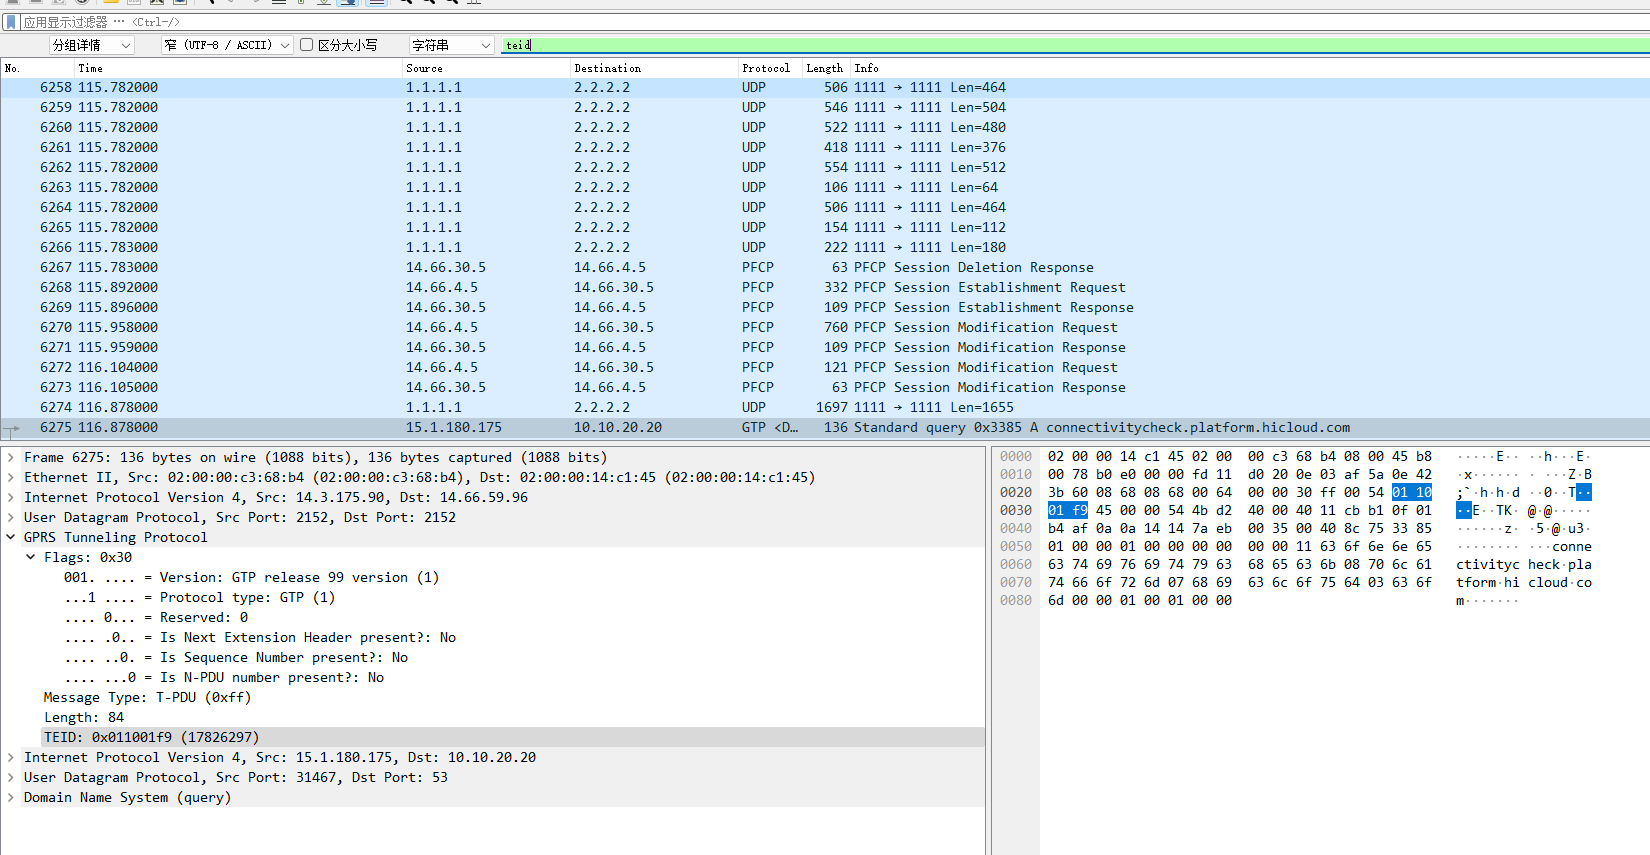 应用显示过滤器 … <Ctrl-/>
分组详情 窄 (UTF-8 / ASCII) 区分大小写 字符串 teid
No. Time Source Destination Protocol Length Info
6258 115.782000 1.1.1.1 2.2.2.2 UDP 506 1111 → 1111 Len=464
6259 115.782000 1.1.1.1 2.2.2.2 UDP 546 1111 → 1111 Len=504
6260 115.782000 1.1.1.1 2.2.2.2 UDP 522 1111 → 1111 Len=480
6261 115.782000 1.1.1.1 2.2.2.2 UDP 418 1111 → 1111 Len=376
6262 115.782000 1.1.1.1 2.2.2.2 UDP 554 1111 → 1111 Len=512
6263 115.782000 1.1.1.1 2.2.2.2 UDP 106 1111 → 1111 Len=64
6264 115.782000 1.1.1.1 2.2.2.2 UDP 506 1111 → 1111 Len=464
6265 115.782000 1.1.1.1 2.2.2.2 UDP 154 1111 → 1111 Len=112
6266 115.783000 1.1.1.1 2.2.2.2 UDP 222 1111 → 1111 Len=180
6267 115.783000 14.66.30.5 14.66.4.5 PFCP 63 PFCP Session Deletion Response
6268 115.892000 14.66.4.5 14.66.30.5 PFCP 332 PFCP Session Establishment Request
6269 115.896000 14.66.30.5 14.66.4.5 PFCP 109 PFCP Session Establishment Response
6270 115.958000 14.66.4.5 14.66.30.5 PFCP 760 PFCP Session Modification Request
6271 115.959000 14.66.30.5 14.66.4.5 PFCP 109 PFCP Session Modification Response
6272 116.104000 14.66.4.5 14.66.30.5 PFCP 121 PFCP Session Modification Request
6273 116.105000 14.66.30.5 14.66.4.5 PFCP 63 PFCP Session Modification Response
6274 116.878000 1.1.1.1 2.2.2.2 UDP 1697 1111 → 1111 Len=1655
6275 116.878000 15.1.180.175 10.10.20.20 GTP <D… 136 Standard query 0x3385 A connectivitycheck.platform.hicloud.com
Frame 6275: 136 bytes on wire (1088 bits), 136 bytes captured (1088 bits)
Ethernet II, Src: 02:00:00:c3:68:b4 (02:00:00:c3:68:b4), Dst: 02:00:00:14:c1:45 (02:00:00:14:c1:45)
Internet Protocol Version 4, Src: 14.3.175.90, Dst: 14.66.59.96
User Datagram Protocol, Src Port: 2152, Dst Port: 2152
GPRS Tunneling Protocol
Flags: 0x30
001. .... = Version: GTP release 99 version (1)
...1 .... = Protocol type: GTP (1)
.... 0... = Reserved: 0
.... .0.. = Is Next Extension Header present?: No
.... ..0. = Is Sequence Number present?: No
.... ...0 = Is N-PDU number present?: No
Message Type: T-PDU (0xff)
Length: 84
TEID: 0x011001f9 (17826297)
Internet Protocol Version 4, Src: 15.1.180.175, Dst: 10.10.20.20
User Datagram Protocol, Src Port: 31467, Dst Port: 53
Domain Name System (query)
0000 02 00 00 14 c1 45 02 00 00 c3 68 b4 08 00 45 b8 ·····E·· ··h···E·
0010 00 78 b0 e0 00 00 fd 11 d0 20 0e 03 af 5a 0e 42 ·x······ · ···Z·B
0020 3b 60 08 68 08 68 00 64 00 00 30 ff 00 54 01 10 ;`·h·h·d ··0··T··
0030 01 f9 45 00 00 54 4b d2 40 00 40 11 cb b1 0f 01 ··E··TK· @·@·····
0040 b4 af 0a 0a 14 14 7a eb 00 35 00 40 8c 75 33 85 ······z· ·5·@·u3·
0050 01 00 00 01 00 00 00 00 00 00 11 63 6f 6e 6e 65 ········ ···conne
0060 63 74 69 76 69 74 79 63 68 65 63 6b 08 70 6c 61 ctivityc heck·pla
0070 74 66 6f 72 6d 07 68 69 63 6c 6f 75 64 03 63 6f tform·hi cloud·co
0080 6d 00 00 01 00 01 00 00 m·······